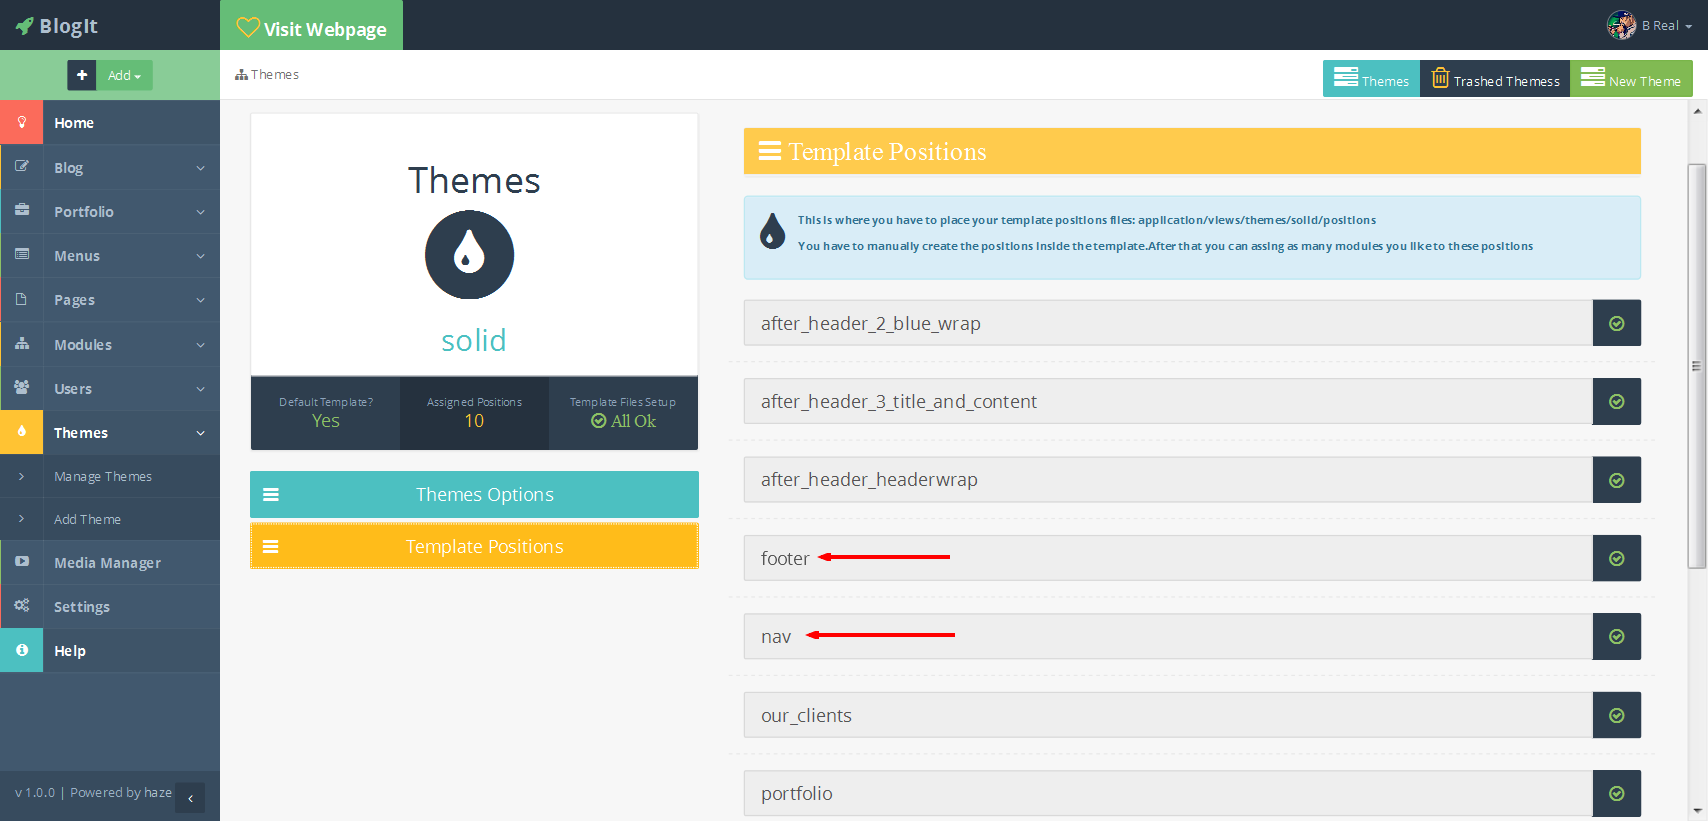 BlogIt
Visit Webpage
B Real
Add
Themes
Themes
Trashed Themess
New Theme
Home
Blog
Portfolio
Menus
Pages
Modules
Users
Themes
Manage Themes
Add Theme
Media Manager
Settings
Help
v 1.0.0 | Powered by haze
Themes
solid
Default Template?
Yes
Assigned Positions
10
Template Files Setup
All Ok
Themes Options
Template Positions
Template Positions
This is where you have to place your template positions files: application/views/themes/solid/positions
You have to manually create the positions inside the template.After that you can assing as many modules you like to these positions
after_header_2_blue_wrap
after_header_3_title_and_content
after_header_headerwrap
footer
nav
our_clients
portfolio